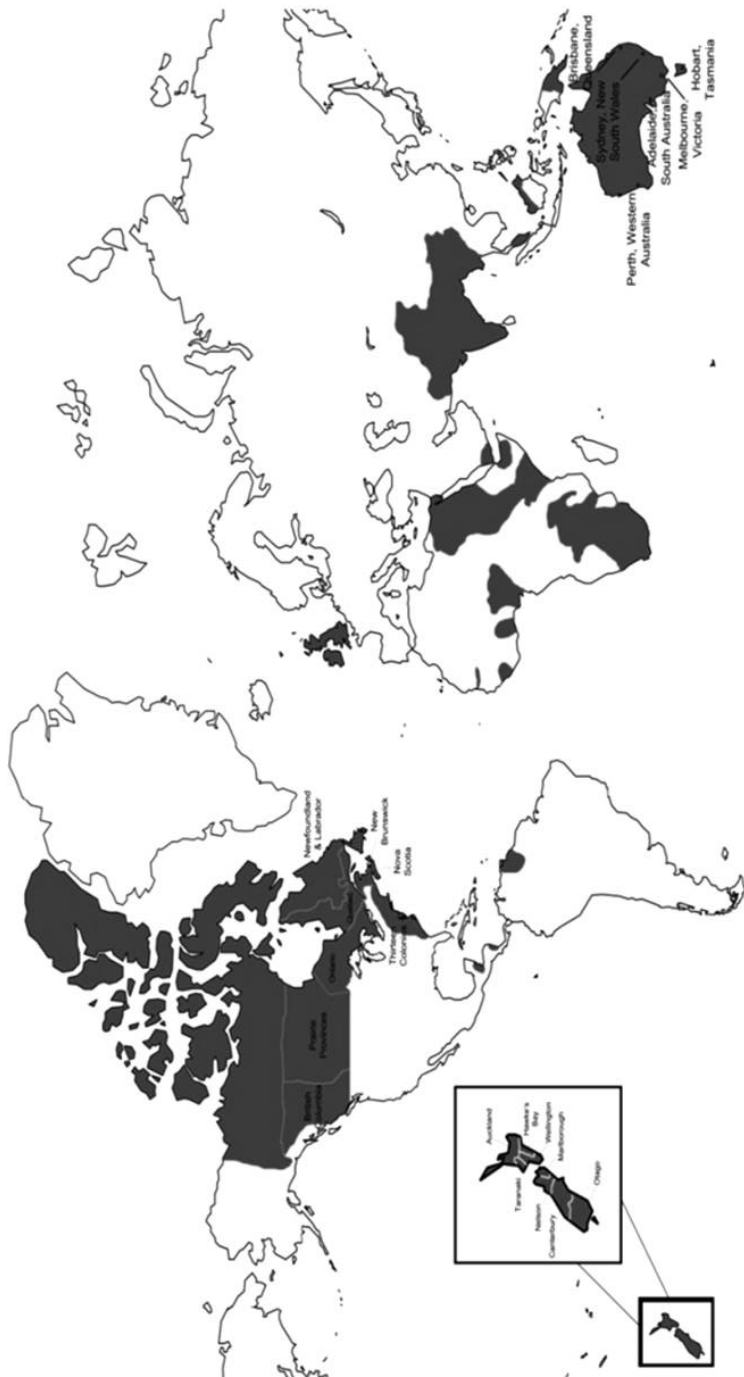 Newfoundland
& Labrador
Quebec
New
Brunswick
Nova
Scotia
Ontario
Thirteen
Colonies
Prairie
Provinces
British
Columbia
Auckland
Hawke's
Bay
Taranaki
Wellington
Marlborough
Nelson
Canterbury
Otago
Brisbane,
Queensland
Sydney, New
South Wales
Adelaide,
South Australia
Melbourne,
Victoria
Hobart,
Tasmania
Perth, Western
Australia